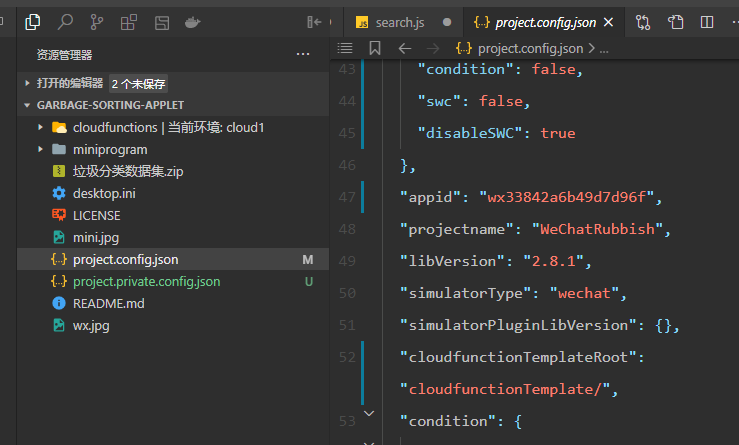 search.js
project.config.json
资源管理器
project.config.json > ...
打开的编辑器 2 个未保存
GARBAGE-SORTING-APPLET
cloudfunctions | 当前环境: cloud1
miniprogram
垃圾分类数据集.zip
desktop.ini
LICENSE
mini.jpg
project.config.json M
project.private.config.json U
README.md
wx.jpg
43 "condition": false,
44 "swc": false,
45 "disableSWC": true
46 },
47 "appid": "wx33842a6b49d7d96f",
48 "projectname": "WeChatRubbish",
49 "libVersion": "2.8.1",
50 "simulatorType": "wechat",
51 "simulatorPluginLibVersion": {},
52 "cloudfunctionTemplateRoot":
"cloudfunctionTemplate/",
53 "condition": {